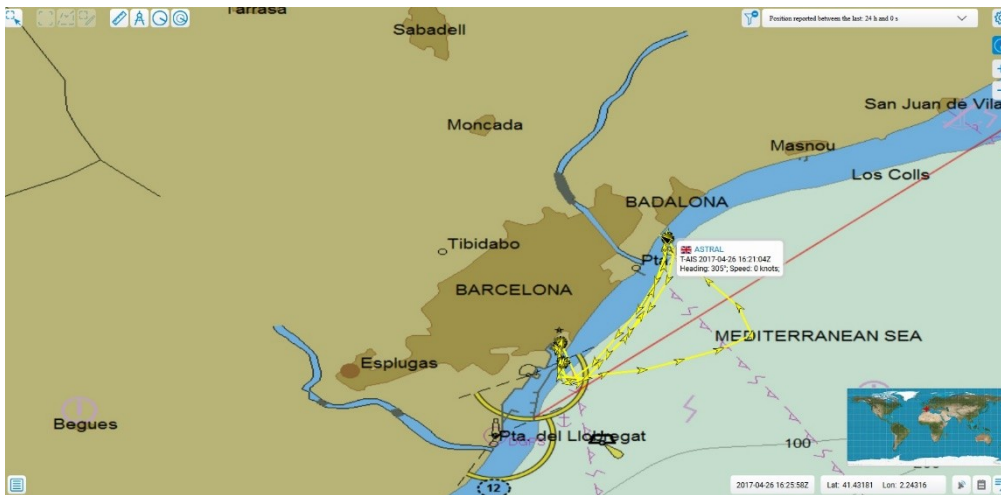 Tarrasa
Position reported between the last: 24 h and 0 s
Sabadell
San Juan de Vila
Moncada
Masnou
Los Colls
BADALONA
Tibidabo
ASTRAL
T-AIS 2017-04-26 16:21:04Z
Heading: 305°; Speed: 0 knots;
Pta
BARCELONA
MEDITERRANEAN SEA
Esplugas
Begues
Pta. del Llobregat
100
12
2017-04-26 16:25:58Z
Lat: 41.43181 Lon: 2.24316